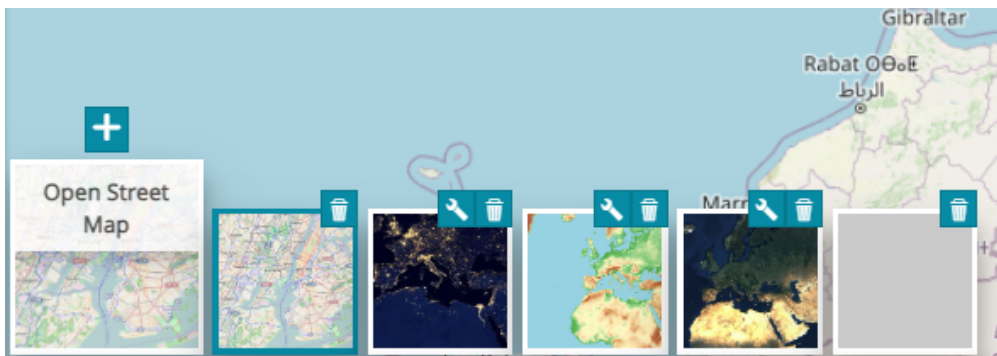 Gibraltar
Rabat ⵔⴱⴰⵟ
الرباط
Open Street
Map
Marr